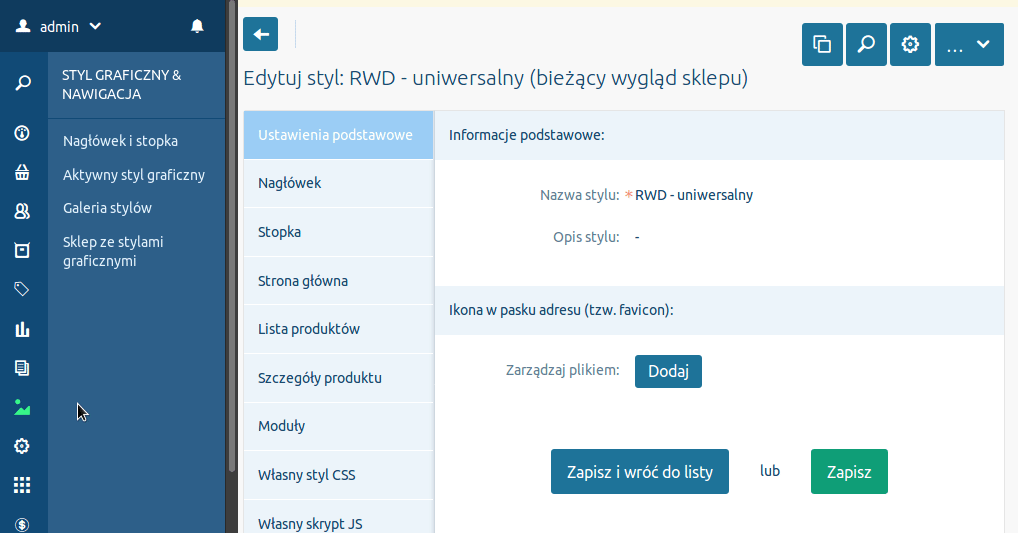 admin
STYL GRAFICZNY &
NAWIGACJA
Nagłówek i stopka
Aktywny styl graficzny
Galeria stylów
Sklep ze stylami
graficznymi
...
Edytuj styl: RWD - uniwersalny (bieżący wygląd sklepu)
Ustawienia podstawowe
Nagłówek
Stopka
Strona główna
Lista produktów
Szczegóły produktu
Moduły
Własny styl CSS
Własny skrypt JS
Informacje podstawowe:
Nazwa stylu: * RWD - uniwersalny
Opis stylu: -
Ikona w pasku adresu (tzw. favicon):
Zarządzaj plikiem: Dodaj
Zapisz i wróć do listy lub Zapisz